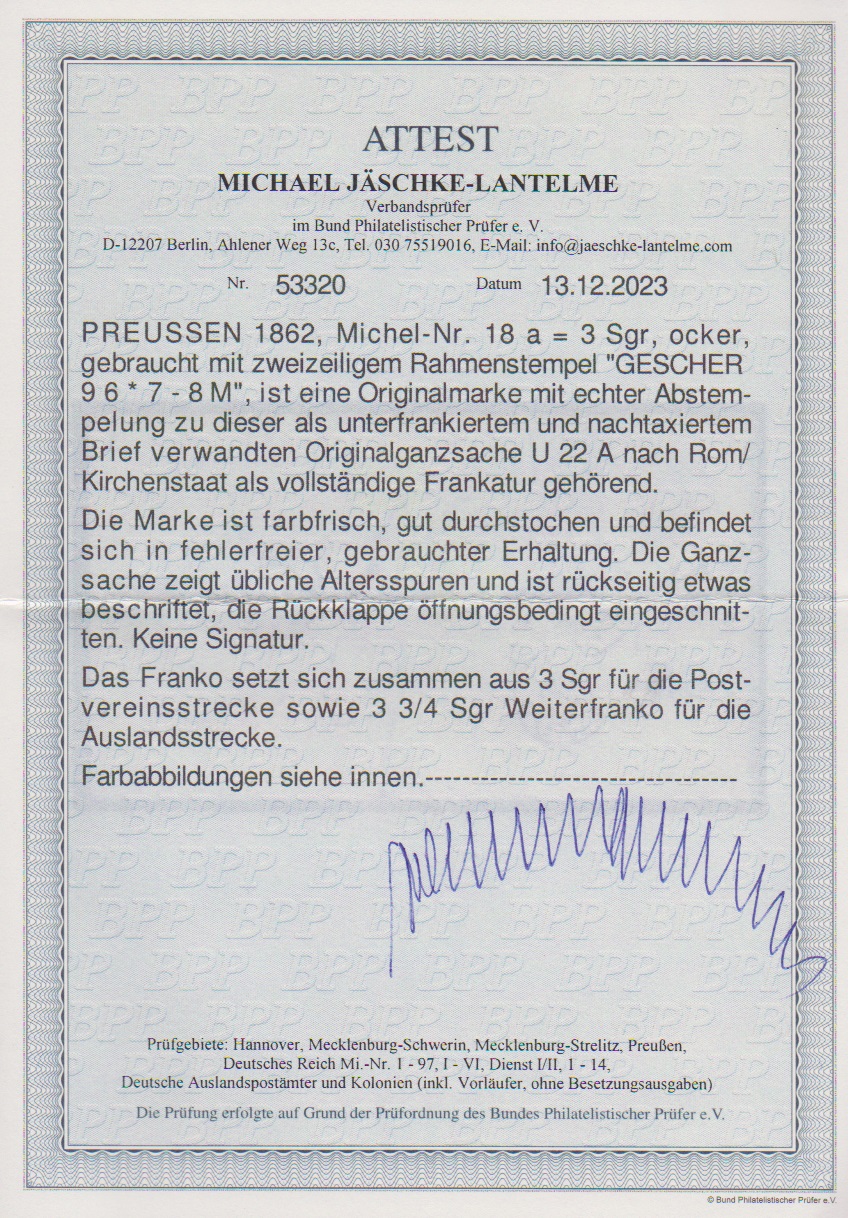 ATTEST
MICHAEL JÄSCHKE-LANTELME
Verbandsprüfer
im Bund Philatelistischer Prüfer e. V.
D-12207 Berlin, Ahlener Weg 13c, Tel. 030 75519016, E-Mail: info@jaeschke-lantelme.com
Nr. 53320 Datum 13.12.2023
PREUSSEN 1862, Michel-Nr. 18 a = 3 Sgr, ocker,
gebraucht mit zweizeiligem Rahmenstempel "GESCHER
9 6 * 7 - 8 M", ist eine Originalmarke mit echter Abstem-
pelung zu dieser als unterfrankiertem und nachtaxiertem
Brief verwandten Originalganzsache U 22 A nach Rom/
Kirchenstaat als vollständige Frankatur gehörend.
Die Marke ist farbfrisch, gut durchstochen und befindet
sich in fehlerfreier, gebrauchter Erhaltung. Die Ganz-
sache zeigt übliche Altersspuren und ist rückseitig etwas
beschriftet, die Rückklappe öffnungsbedingt eingeschnit-
ten. Keine Signatur.
Das Franko setzt sich zusammen aus 3 Sgr für die Post-
vereinsstrecke sowie 3 3/4 Sgr Weiterfranko für die
Auslandsstrecke.
Farbabbildungen siehe innen.----------------------------------
Prüfgebiete: Hannover, Mecklenburg-Schwerin, Mecklenburg-Strelitz, Preußen,
Deutsches Reich Mi.-Nr. 1 - 97, I - VI, Dienst I/II, 1 - 14,
Deutsche Auslandspostämter und Kolonien (inkl. Vorläufer, ohne Besetzungsausgaben)
Die Prüfung erfolgte auf Grund der Prüfordnung des Bundes Philatelistischer Prüfer e.V.
© Bund Philatelistischer Prüfer e.V.